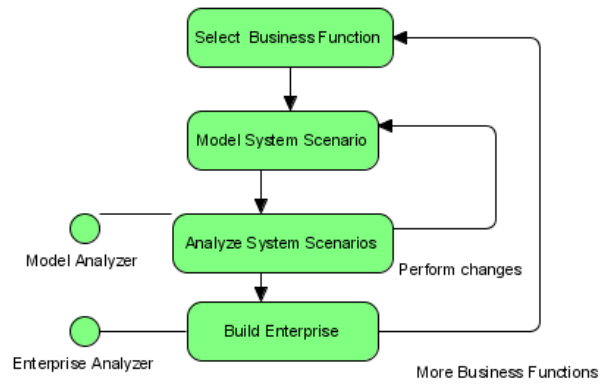 Select Business Function
Model System Scenario
Analyze System Scenarios
Model Analyzer
Perform changes
Build Enterprise
Enterprise Analyzer
More Business Functions